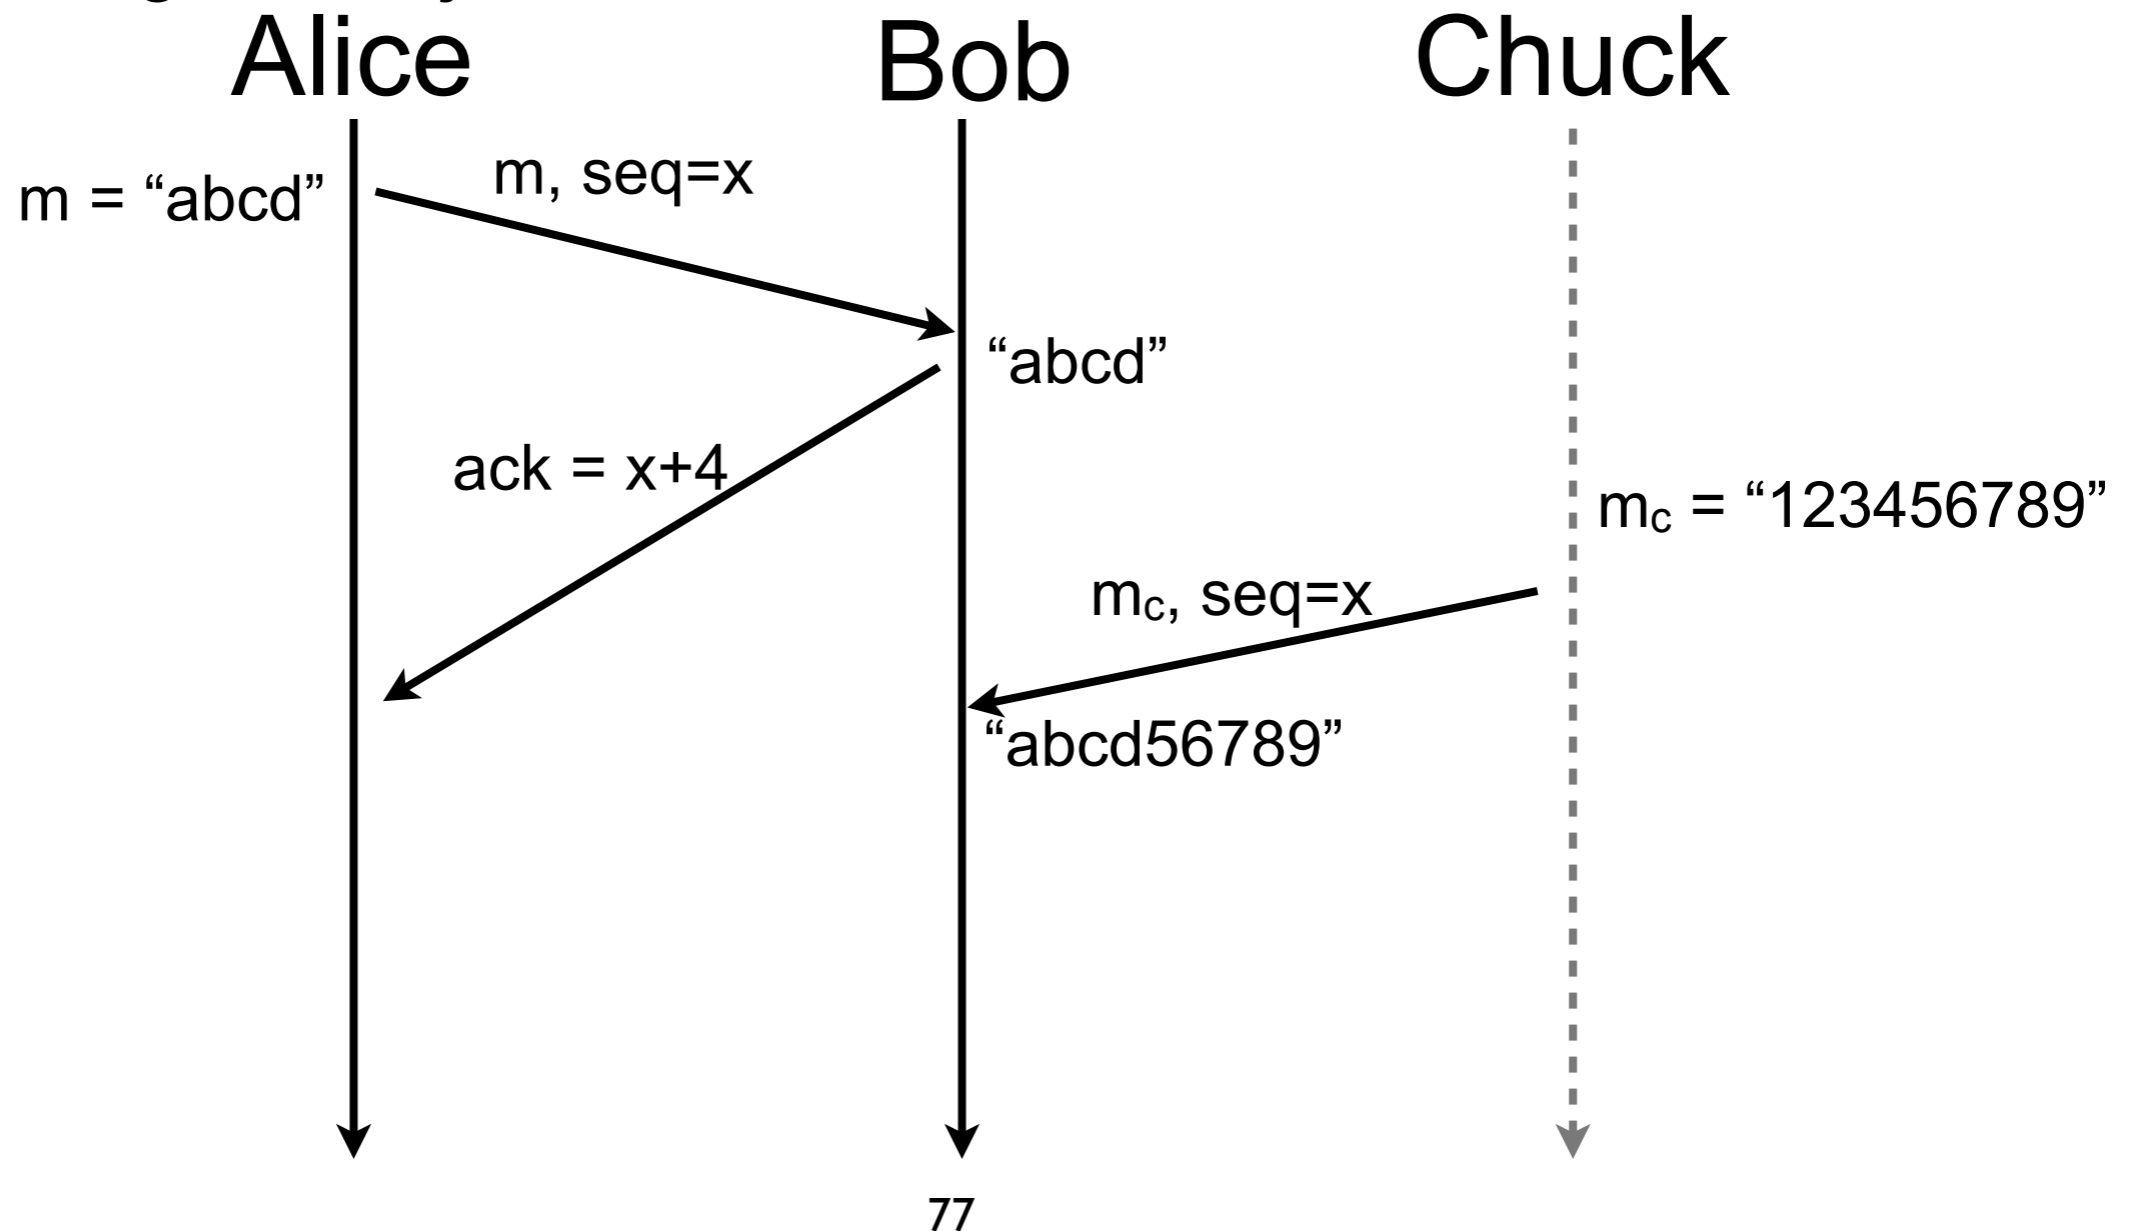 Alice Bob Chuck
m = “abcd”
m, seq=x
“abcd”
ack = x+4
mc = “123456789”
mc, seq=x
“abcd56789”
77